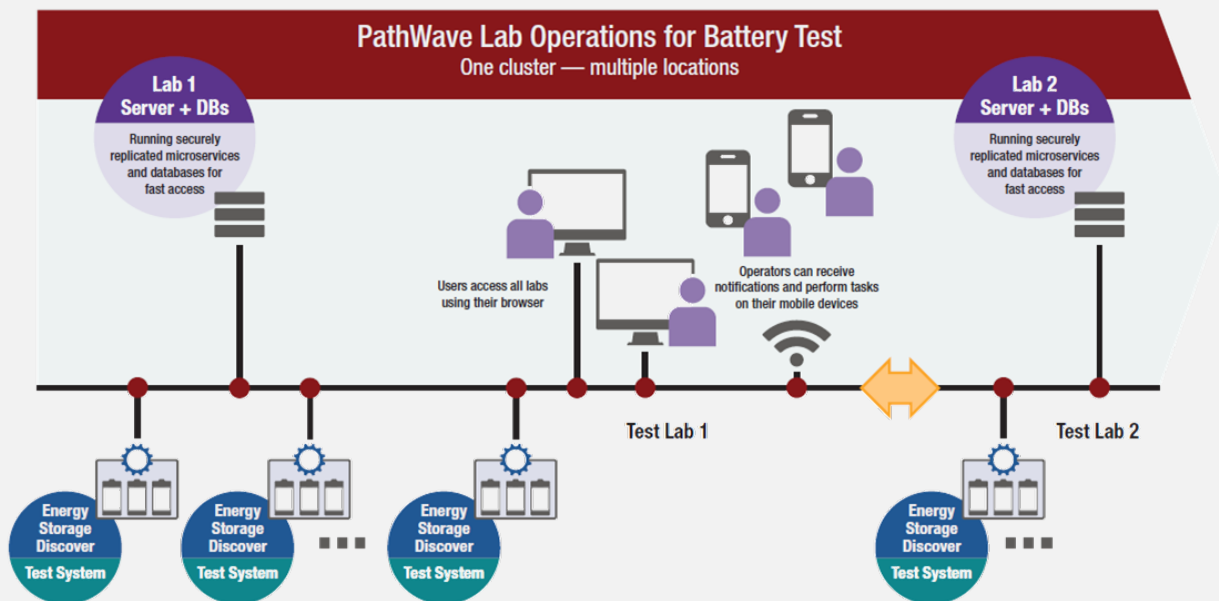 PathWave Lab Operations for Battery Test
One cluster — multiple locations
Lab 1
Server + DBs
Running securely
replicated microservices
and databases for
fast access
Users access all labs
using their browser
Operators can receive
notifications and perform tasks
on their mobile devices
Lab 2
Server + DBs
Running securely
replicated microservices
and databases for
fast access
Test Lab 1
Test Lab 2
Energy
Storage
Discover
Test System
Energy
Storage
Discover
Test System
Energy
Storage
Discover
Test System
Energy
Storage
Discover
Test System